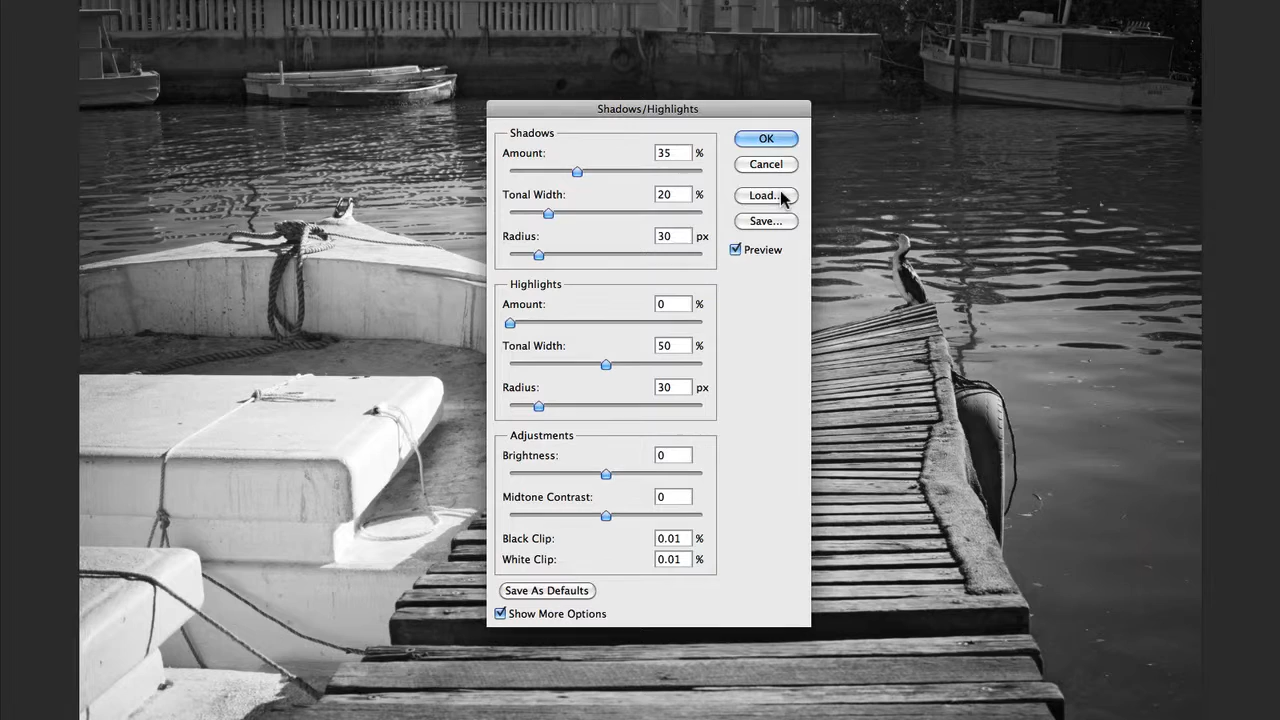 Shadows/Highlights
Shadows
Amount: 35 %
Tonal Width: 20 %
Radius: 30 px
Highlights
Amount: 0 %
Tonal Width: 50 %
Radius: 30 px
Adjustments
Brightness: 0
Midtone Contrast: 0
Black Clip: 0.01 %
White Clip: 0.01 %
Save As Defaults
Show More Options
OK
Cancel
Load...
Save...
Preview